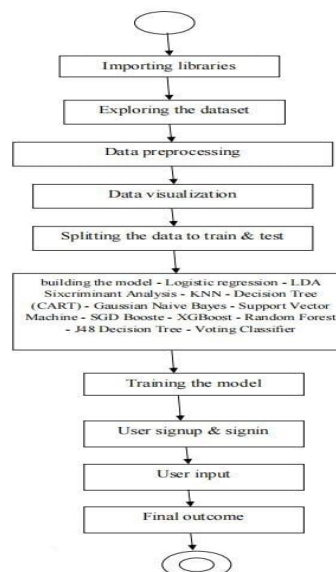 Importing libraries
Exploring the dataset
Data preprocessing
Data visualization
Splitting the data to train & test
building the model - Logistic regression - LDA
Sixcriminant Analysis - KNN - Decision Tree
(CART) - Gaussian Naive Bayes - Support Vector
Machine - SGD Booste - XGBoost - Random Forest
- J48 Decision Tree - Voting Classifier
Training the model
User signup & signin
User input
Final outcome